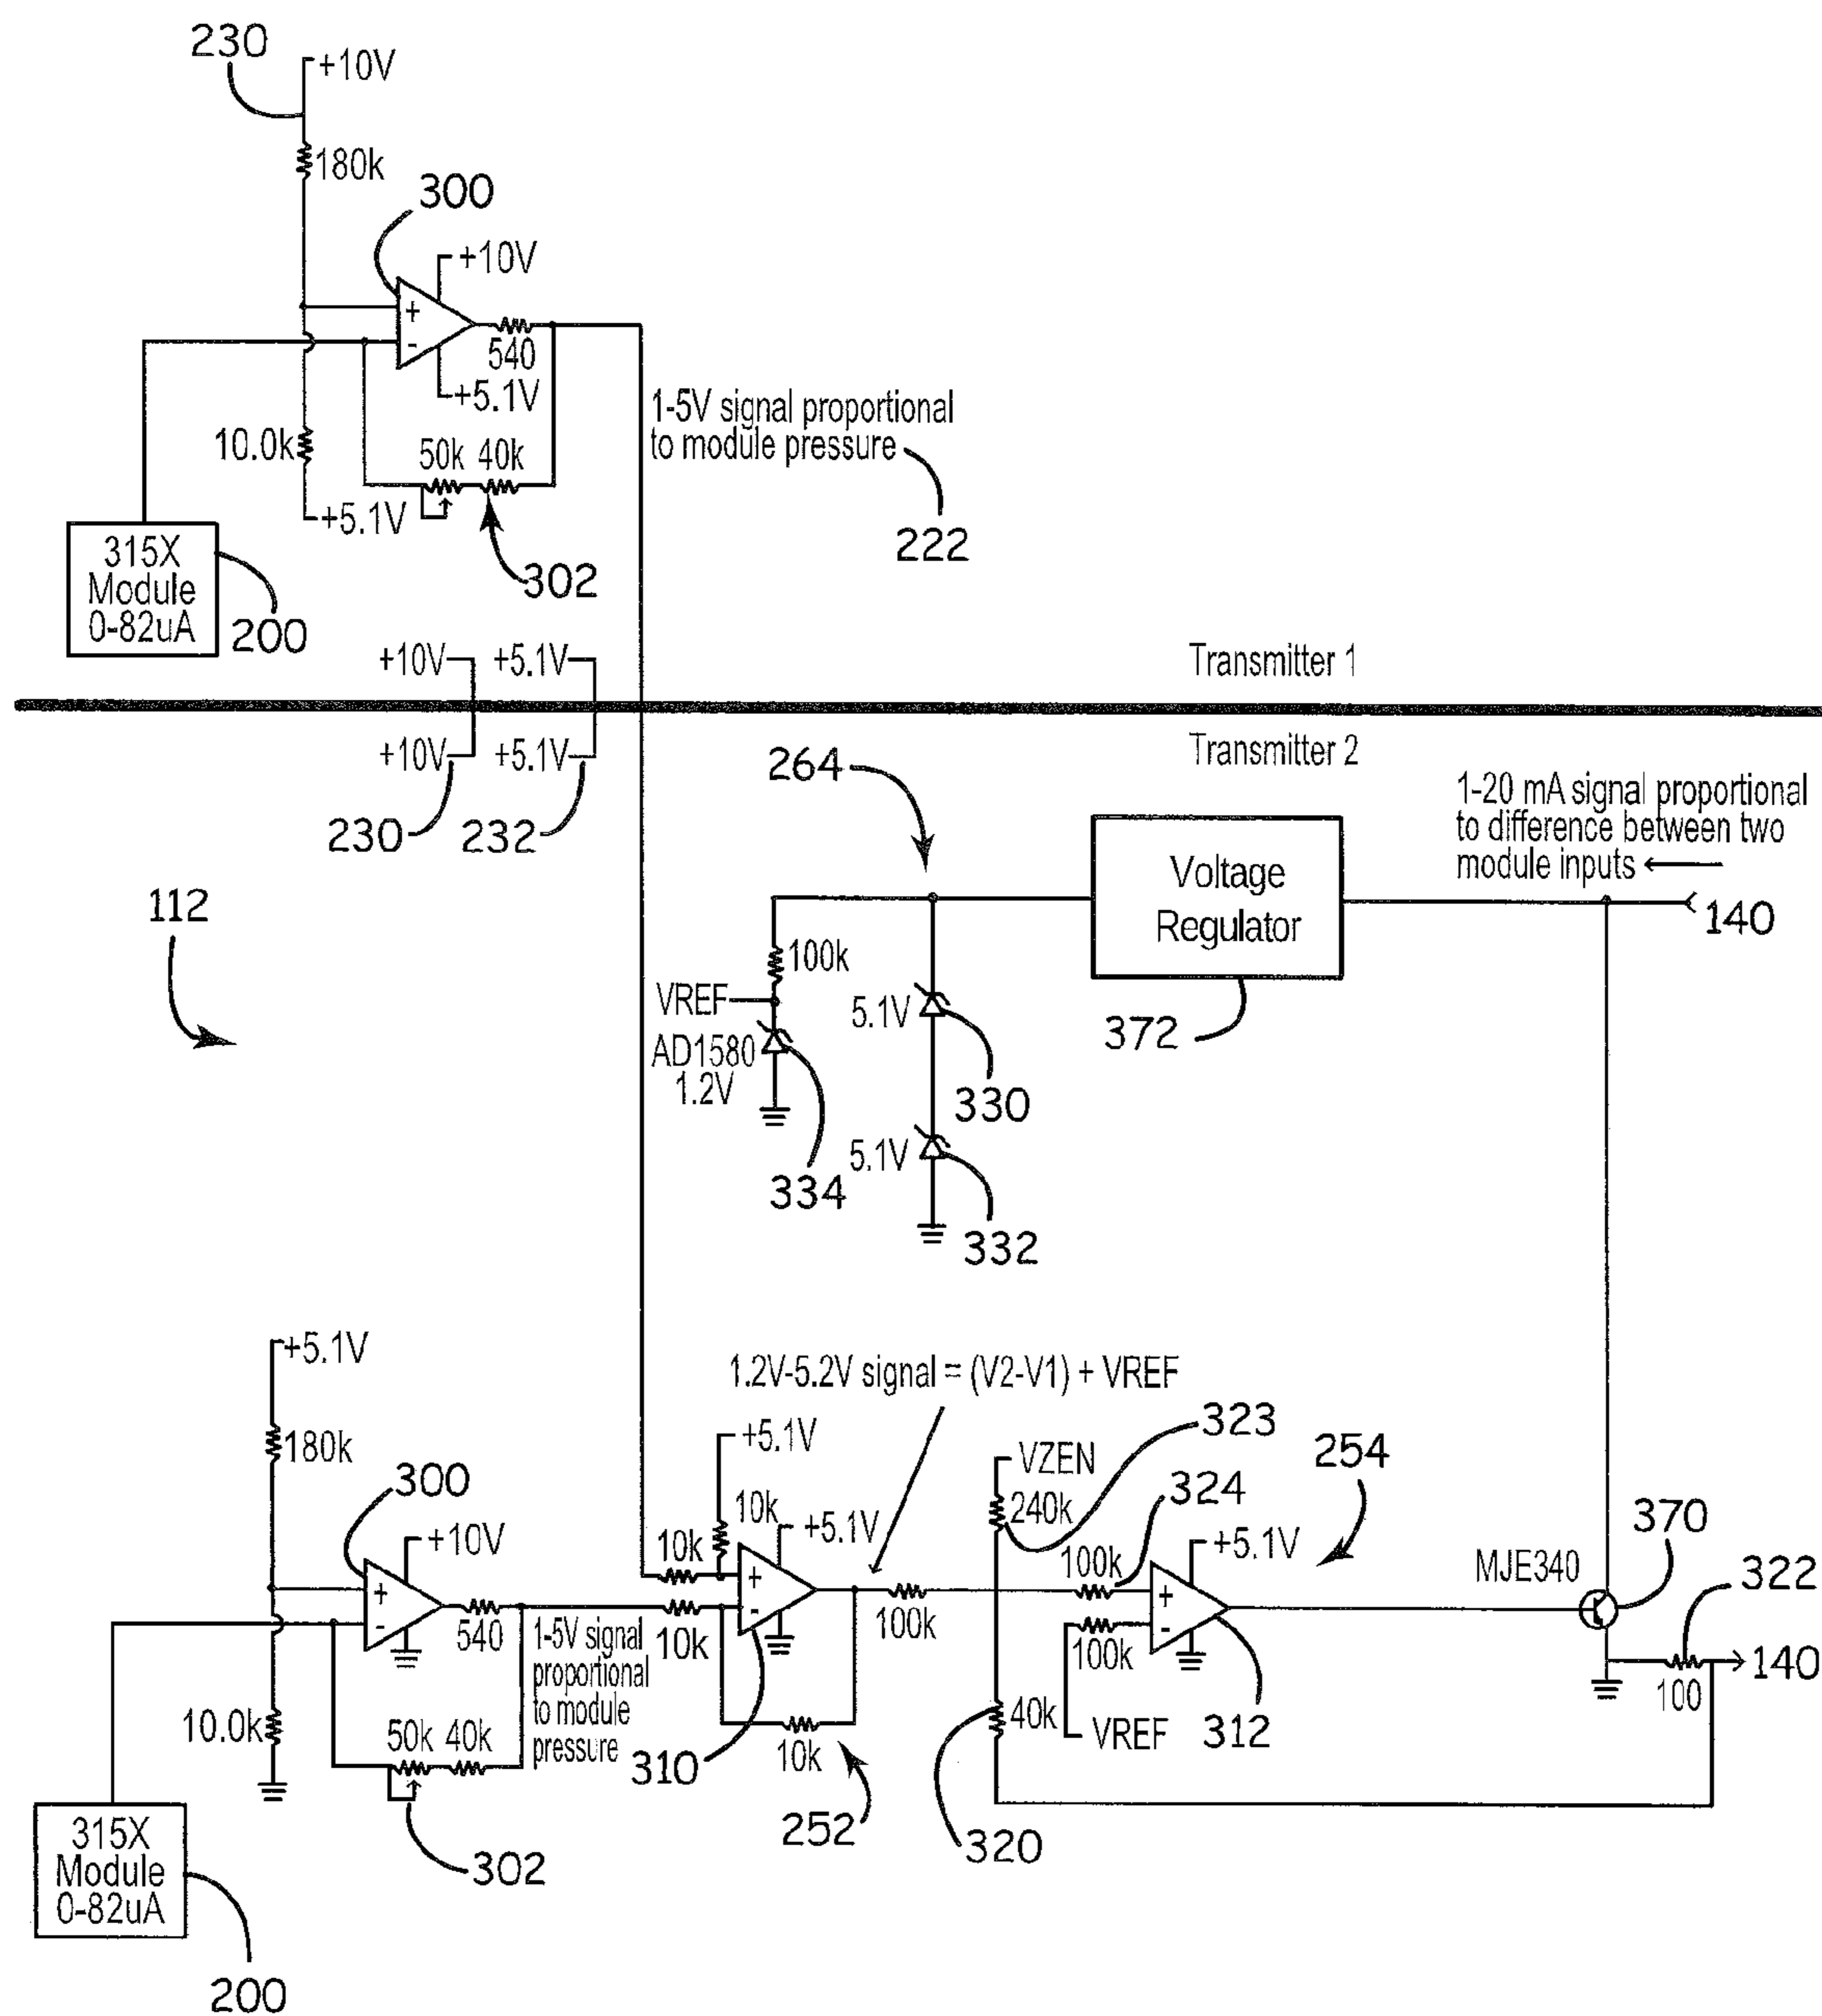 230
+10V
180k
300
+10V
+
-
540
+5.1V
10.0k
50k 40k
+5.1V
302
1-5V signal proportional
to module pressure
222
315X
Module
0-82uA
200
+10V
+5.1V
Transmitter 1
+10V
+5.1V
Transmitter 2
230
232
264
1-20 mA signal proportional
to difference between two
module inputs
Voltage
Regulator
140
112
100k
VREF
AD1580
1.2V
5.1V
372
330
334
5.1V
332
+5.1V
180k
1.2V-5.2V signal = (V2-V1) + VREF
323
+5.1V
VZEN
254
300
+10V
10k
+5.1V
240k
324
370
+
-
540
10k
+
-
10k
100k
100k
+
-
+5.1V
100k
MJE340
322
1-5V signal
proportional
to module
pressure
140
100
10.0k
50k 40k
310
10k
40k
VREF
312
252
320
302
315X
Module
0-82uA
200